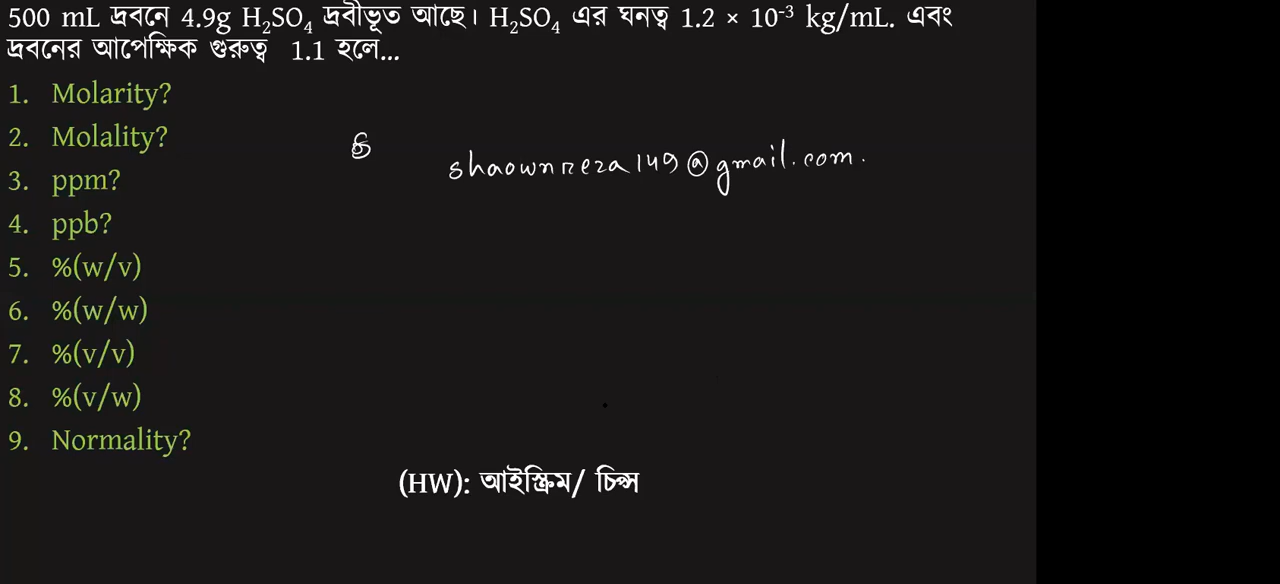 500 mL দ্রবনে 4.9g H₂SO₄ দ্রবীভূত আছে। H₂SO₄ এর ঘনত্ব 1.2 × 10⁻³ kg/mL. এবং
দ্রবনের আপেক্ষিক গুরুত্ব 1.1 হলে...
1. Molarity?
2. Molality?
shaownreza149@gmail.com.
3. ppm?
4. ppb?
5. %(w/v)
6. %(w/w)
7. %(v/v)
8. %(v/w)
9. Normality?
(HW): আইস্ক্রিম/ চিপ্স